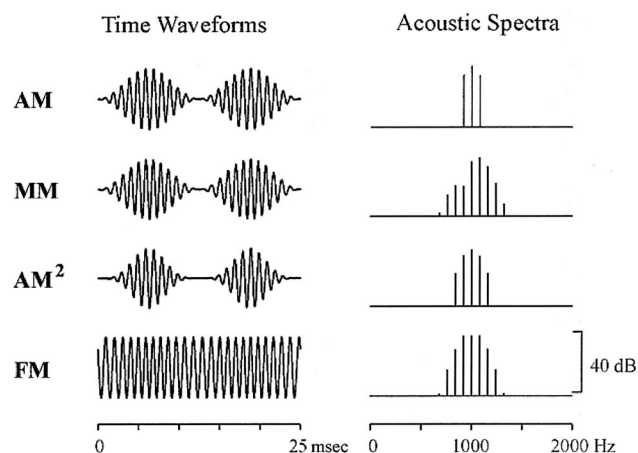 Time Waveforms
Acoustic Spectra
AM
MM
AM²
FM
40 dB
0
25 msec
0
1000
2000 Hz